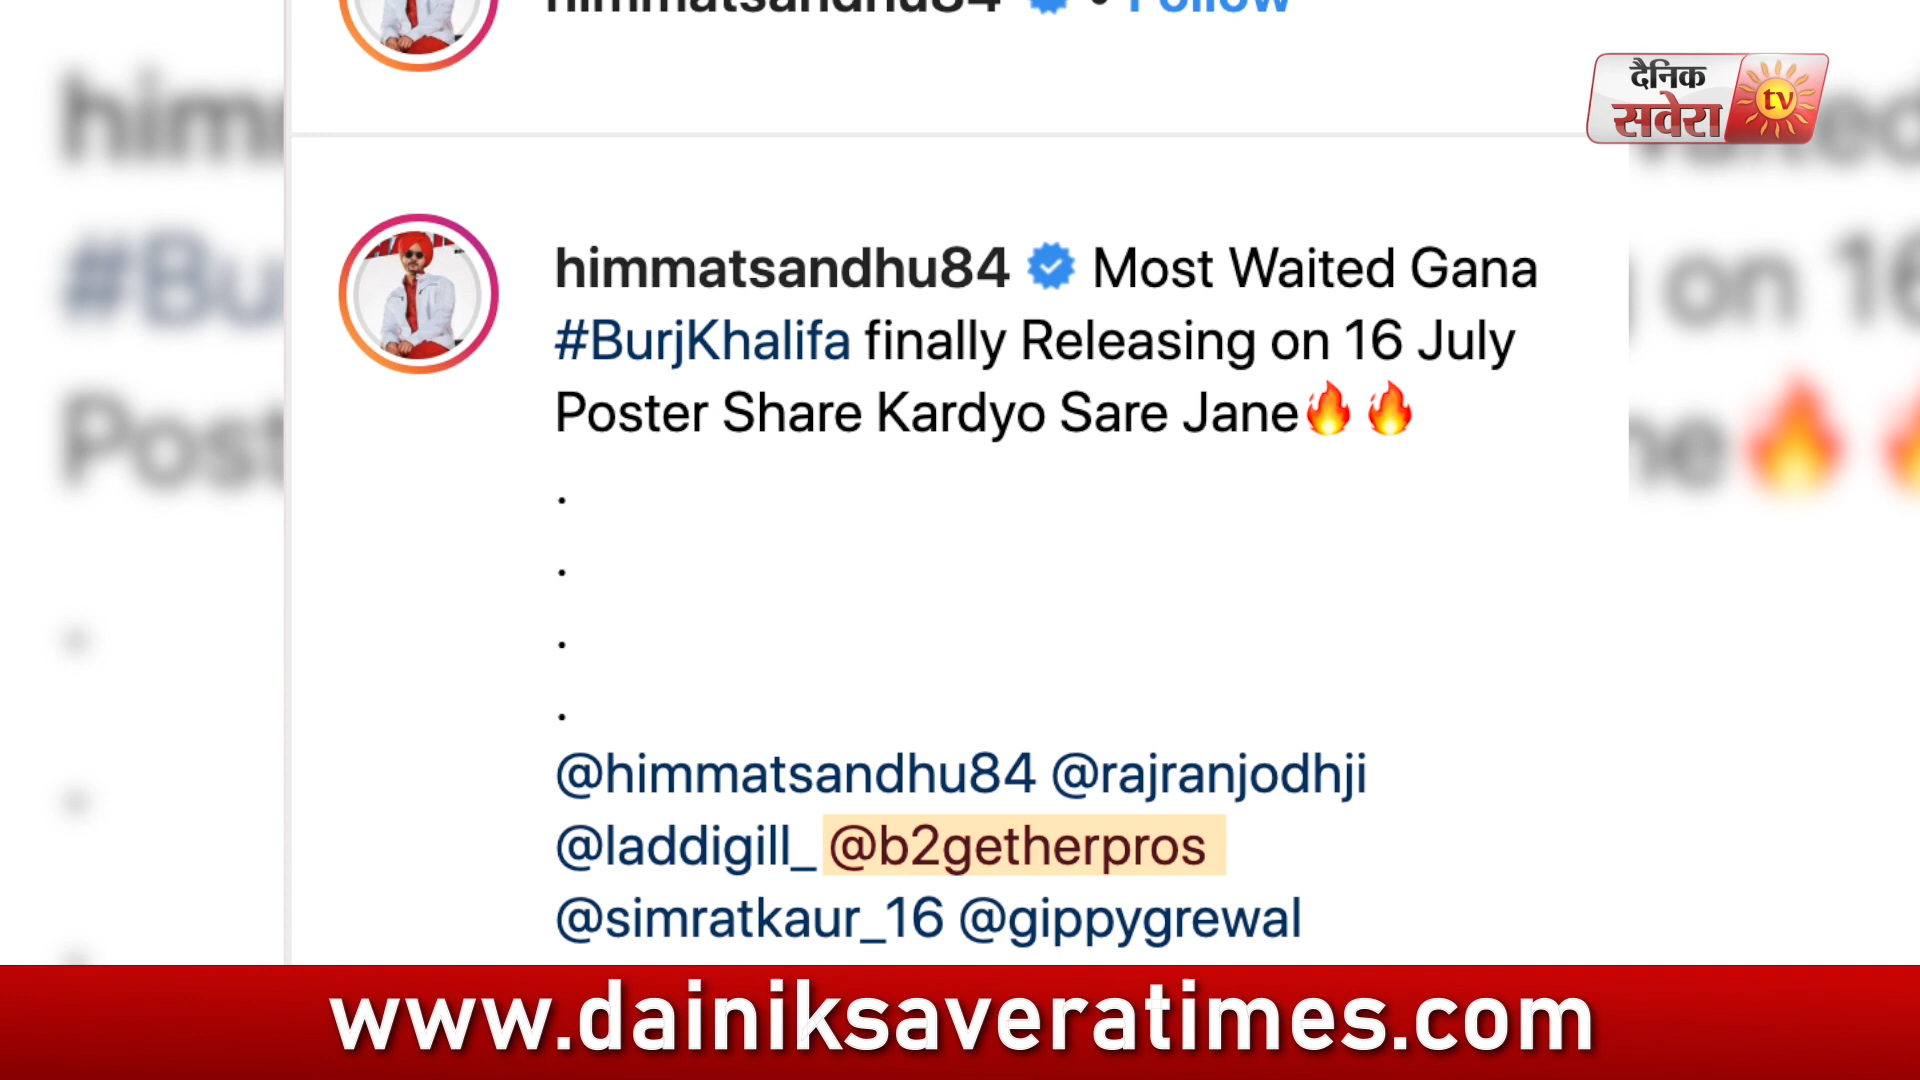 himmatsandhu84 • Follow
दैनिक
सवेरा
tv
himmatsandhu84 Most Waited Gana
#BurjKhalifa finally Releasing on 16 July
Poster Share Kardyo Sare Jane🔥🔥
.
.
.
.
@himmatsandhu84 @rajranjodhji
@laddigill_ @b2getherpros
@simratkaur_16 @gippygrewal
www.dainiksaveratimes.com